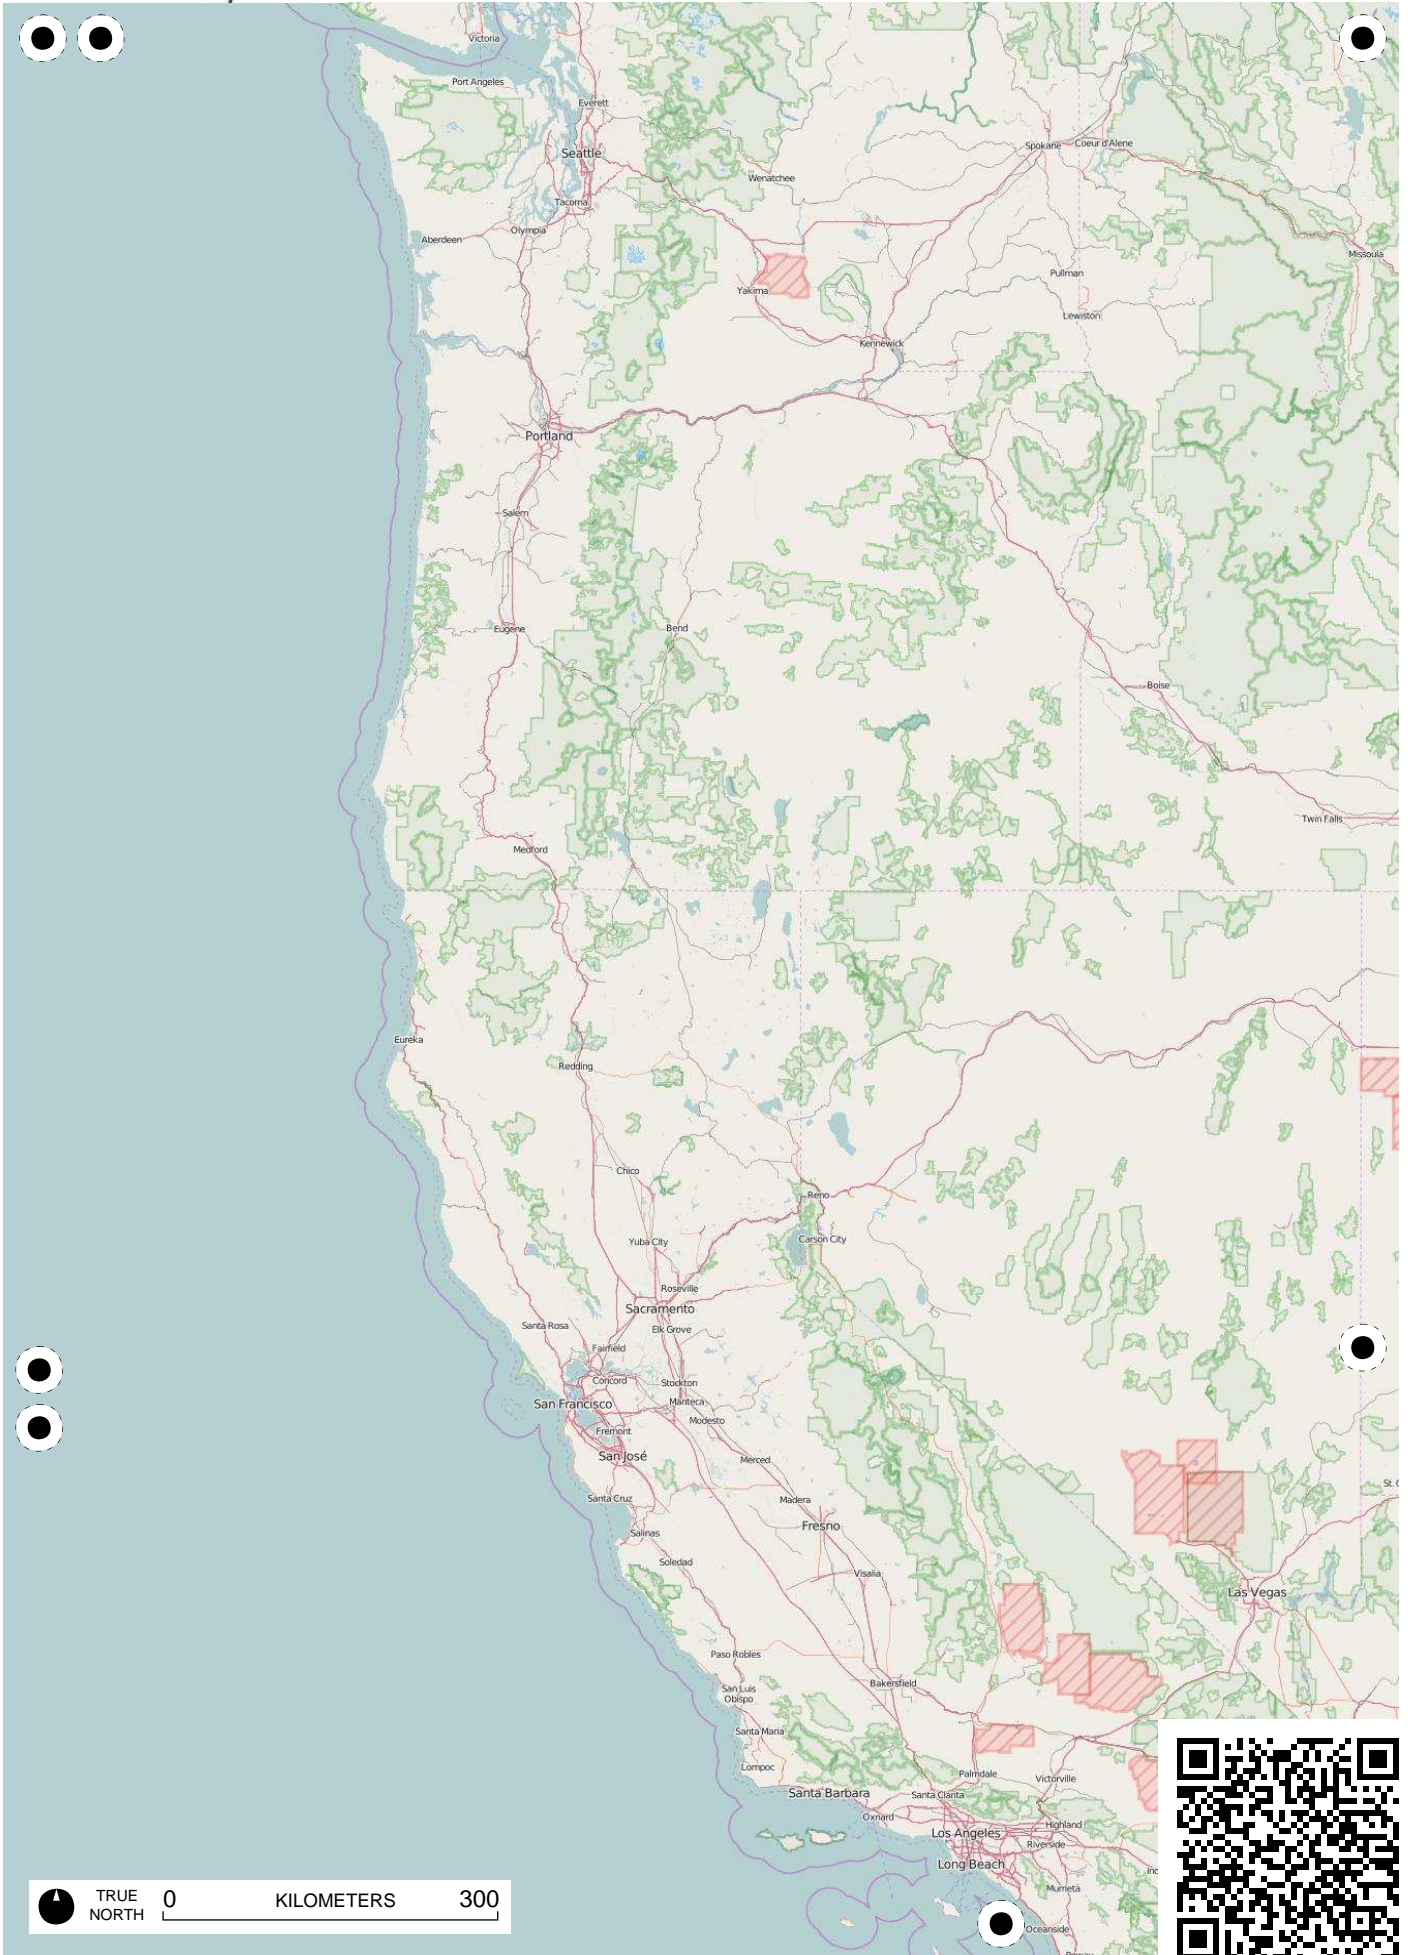 Victoria
Port Angeles
Everett
Seattle
Spokane
Coeur d'Alene
Wenatchee
Tacoma
Olympia
Aberdeen
Missoula
Pullman
Yakima
Lewiston
Kennewick
Portland
Salem
Eugene
Bend
Boise
Twin Falls
Medford
Eureka
Redding
Chico
Reno
Carson City
Yuba City
Roseville
Sacramento
Santa Rosa
Elk Grove
Fairfield
Concord
Stockton
San Francisco
Manteca
Modesto
Fremont
San José
Merced
St. G
Santa Cruz
Madera
Fresno
Salinas
Soledad
Visalia
Las Vegas
Paso Robles
Bakersfield
San Luis
Obispo
Santa Maria
Lompoc
Palmdale
Victorville
Santa Barbara
Santa Clarita
Oxnard
Highland
Los Angeles
Riverside
Long Beach
Murrieta
Oceanside
TRUE
NORTH
0 KILOMETERS 300